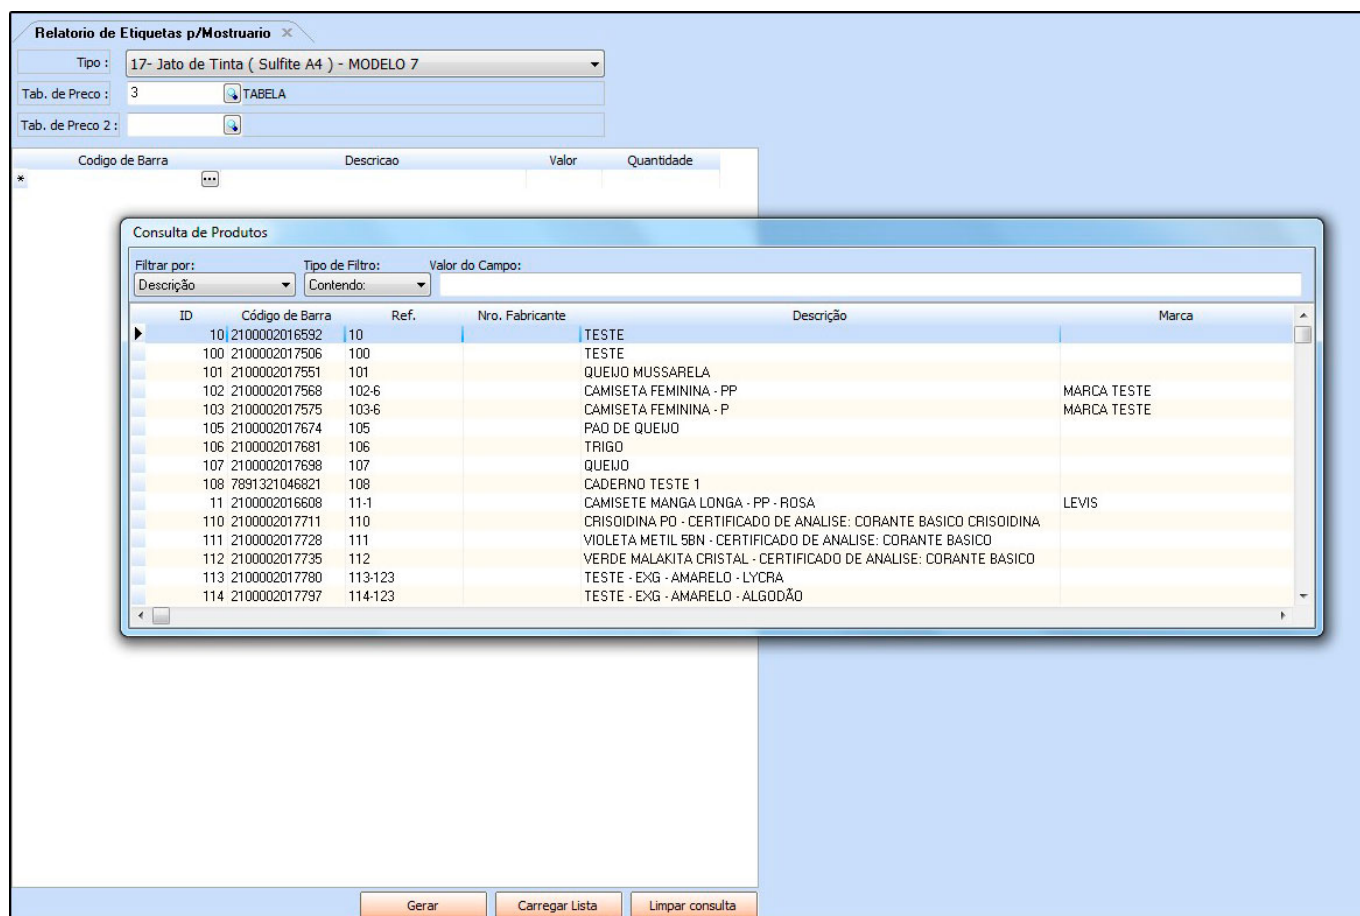 Relatorio de Etiquetas p/Mostruario
Tipo : 17- Jato de Tinta ( Sulfite A4 ) - MODELO 7
Tab. de Preco : 3 TABELA
Tab. de Preco 2 :
Codigo de Barra Descricao Valor Quantidade
*
Consulta de Produtos
Filtrar por: Tipo de Filtro: Valor do Campo:
Descrição Contendo:
ID Código de Barra Ref. Nro. Fabricante Descrição Marca
10 2100002016592 10 TESTE
100 2100002017506 100 TESTE
101 2100002017551 101 QUEIJO MUSSARELA
102 2100002017568 102-6 CAMISETA FEMININA - PP MARCA TESTE
103 2100002017575 103-6 CAMISETA FEMININA - P MARCA TESTE
105 2100002017674 105 PAO DE QUEIJO
106 2100002017681 106 TRIGO
107 2100002017698 107 QUEIJO
108 7891321046821 108 CADERNO TESTE 1
11 2100002016608 11-1 CAMISETE MANGA LONGA - PP - ROSA LEVIS
110 2100002017711 110 CRISOIDINA PO - CERTIFICADO DE ANALISE: CORANTE BASICO CRISOIDINA
111 2100002017728 111 VIOLETA METIL 5BN - CERTIFICADO DE ANALISE: CORANTE BASICO
112 2100002017735 112 VERDE MALAKITA CRISTAL - CERTIFICADO DE ANALISE: CORANTE BASICO
113 2100002017780 113-123 TESTE - EXG - AMARELO - LYCRA
114 2100002017797 114-123 TESTE - EXG - AMARELO - ALGODÃO
Gerar Carregar Lista Limpar consulta